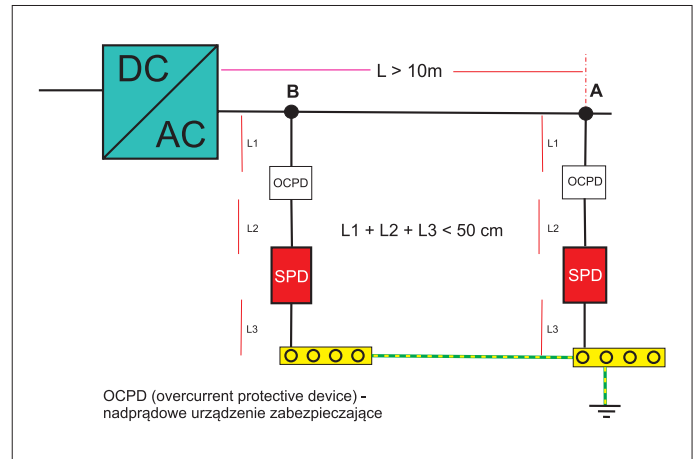 DC
AC
L > 10m
B
A
L1
L1
OCPD
OCPD
L2
L1 + L2 + L3 < 50 cm
L2
SPD
SPD
L3
L3
OCPD (overcurrent protective device) -
nadprądowe urządzenie zabezpieczające